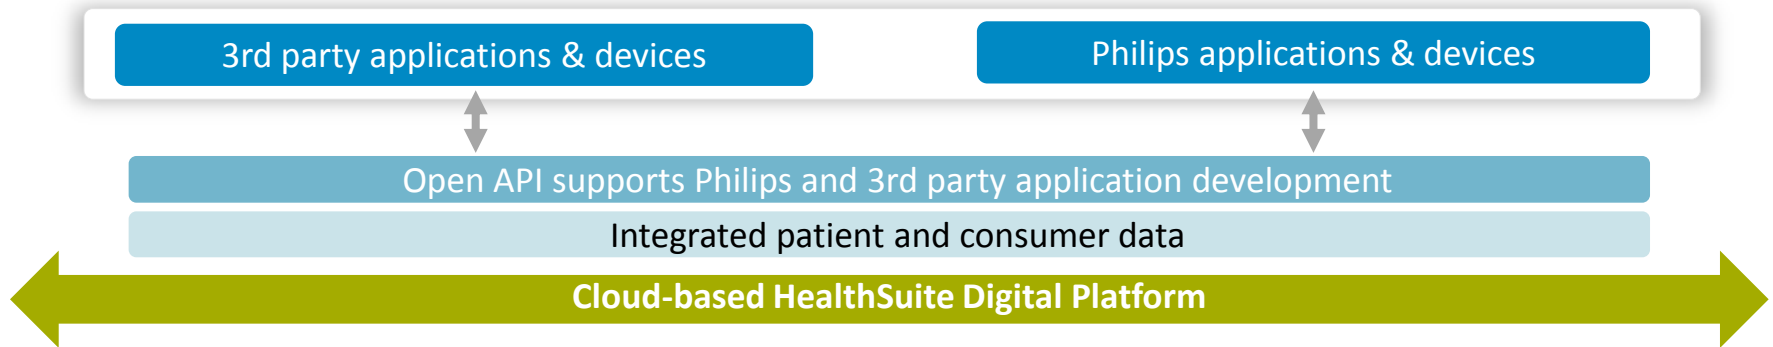 3rd party applications & devices
Philips applications & devices
Open API supports Philips and 3rd party application development
Integrated patient and consumer data
Cloud-based HealthSuite Digital Platform